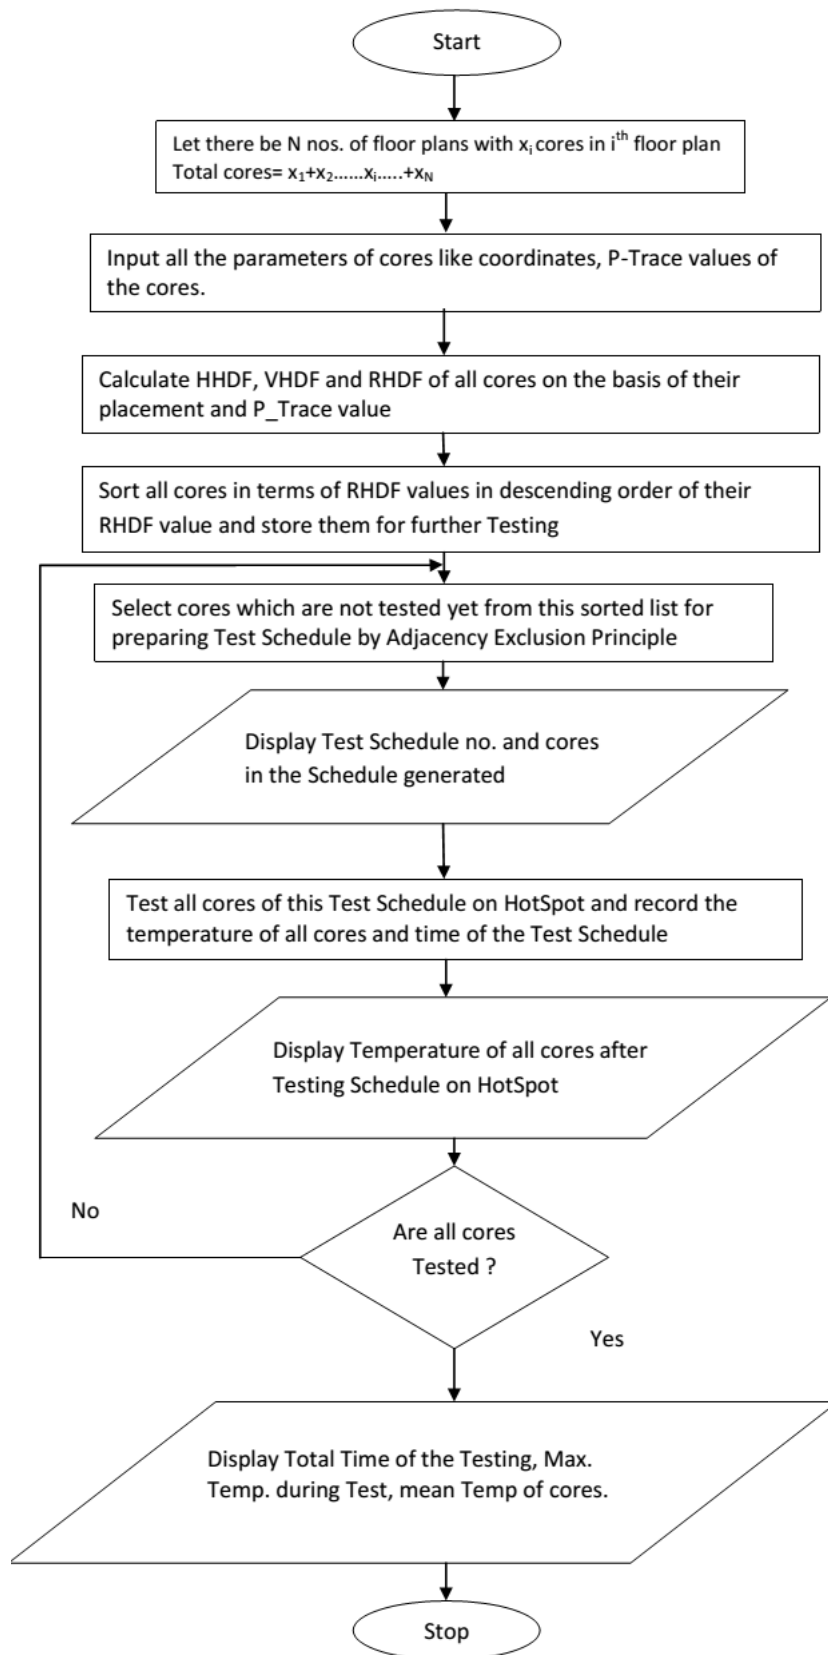 Start
Let there be N nos. of floor plans with xi cores in ith floor plan
Total cores= x1+x2......xi.....+xN
Input all the parameters of cores like coordinates, P-Trace values of
the cores.
Calculate HHDF, VHDF and RHDF of all cores on the basis of their
placement and P_Trace value
Sort all cores in terms of RHDF values in descending order of their
RHDF value and store them for further Testing
Select cores which are not tested yet from this sorted list for
preparing Test Schedule by Adjacency Exclusion Principle
Display Test Schedule no. and cores
in the Schedule generated
Test all cores of this Test Schedule on HotSpot and record the
temperature of all cores and time of the Test Schedule
Display Temperature of all cores after
Testing Schedule on HotSpot
No
Are all cores
Tested ?
Yes
Display Total Time of the Testing, Max.
Temp. during Test, mean Temp of cores.
Stop